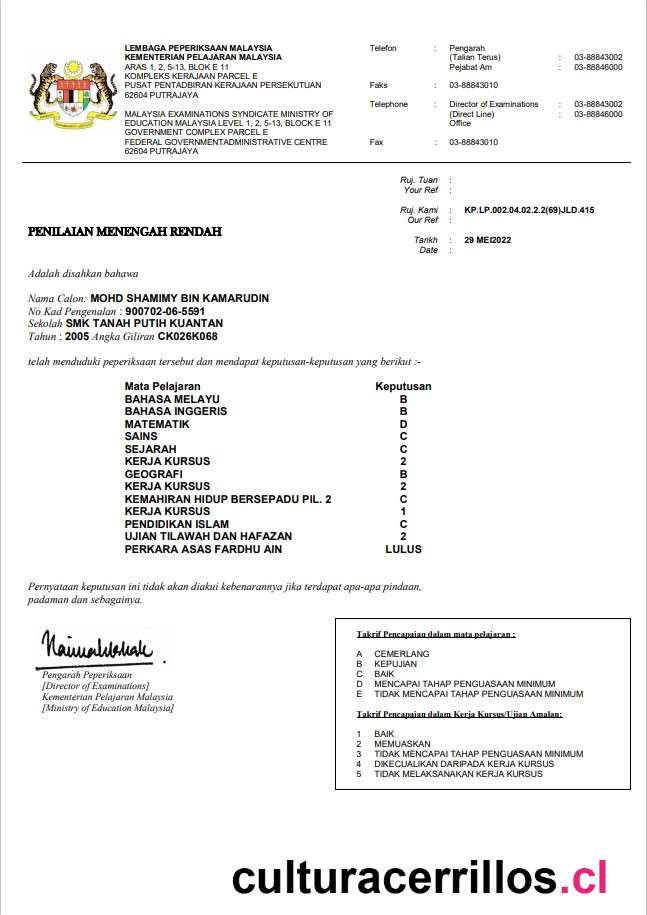 LEMBAGA PEPERIKSAAN MALAYSIA
KEMENTERIAN PELAJARAN MALAYSIA
ARAS 1, 2, 5-13, BLOK E 11
KOMPLEKS KERAJAAN PARCEL E
PUSAT PENTADBIRAN KERAJAAN PERSEKUTUAN
62604 PUTRAJAYA
MALAYSIA EXAMINATIONS SYNDICATE MINISTRY OF
EDUCATION MALAYSIA LEVEL 1, 2, 5-13, BLOCK E 11
GOVERNMENT COMPLEX PARCEL E
FEDERAL GOVERNMENTADMINISTRATIVE CENTRE
62604 PUTRAJAYA
Telefon : Pengarah
(Talian Terus) : 03-88843002
Pejabat Am : 03-88846000
Faks : 03-88843010
Telephone : Director of Examinations : 03-88843002
(Direct Line) : 03-88846000
Office
Fax : 03-88843010
Ruj. Tuan :
Your Ref :
Ruj. Kami : KP.LP.002.04.02.2.2(69)JLD.415
Our Ref :
PENILAIAN MENENGAH RENDAH
Tarikh : 29 MEI2022
Date :
Adalah disahkan bahawa
Nama Calon: MOHD SHAMIMY BIN KAMARUDIN
No Kad Pengenalan : 900702-06-5591
Sekolah SMK TANAH PUTIH KUANTAN
Tahun : 2005 Angka Giliran CK026K068
telah menduduki peperiksaan tersebut dan mendapat keputusan-keputusan yang berikut :-
Mata Pelajaran Keputusan
BAHASA MELAYU B
BAHASA INGGERIS B
MATEMATIK D
SAINS C
SEJARAH C
KERJA KURSUS 2
GEOGRAFI B
KERJA KURSUS 2
KEMAHIRAN HIDUP BERSEPADU PIL. 2 C
KERJA KURSUS 1
PENDIDIKAN ISLAM C
UJIAN TILAWAH DAN HAFAZAN 2
PERKARA ASAS FARDHU AIN LULUS
Pernyataan keputusan ini tidak akan diakui kebenarannya jika terdapat apa-apa pindaan,
padaman dan sebagainya.
Pengarah Peperiksaan
[Director of Examinations]
Kementerian Pelajaran Malaysia
[Ministry of Education Malaysia]
Takrif Pencapaian dalam mata pelajaran :
A CEMERLANG
B KEPUJIAN
C BAIK
D MENCAPAI TAHAP PENGUASAAN MINIMUM
E TIDAK MENCAPAI TAHAP PENGUASAAN MINIMUM
Takrif Pencapaian dalam Kerja Kursus/Ujian Amalan:
1 BAIK
2 MEMUASKAN
3 TIDAK MENCAPAI TAHAP PENGUASAAN MINIMUM
4 DIKECUALIKAN DARIPADA KERJA KURSUS
5 TIDAK MELAKSANAKAN KERJA KURSUS
culturacerrillos.cl